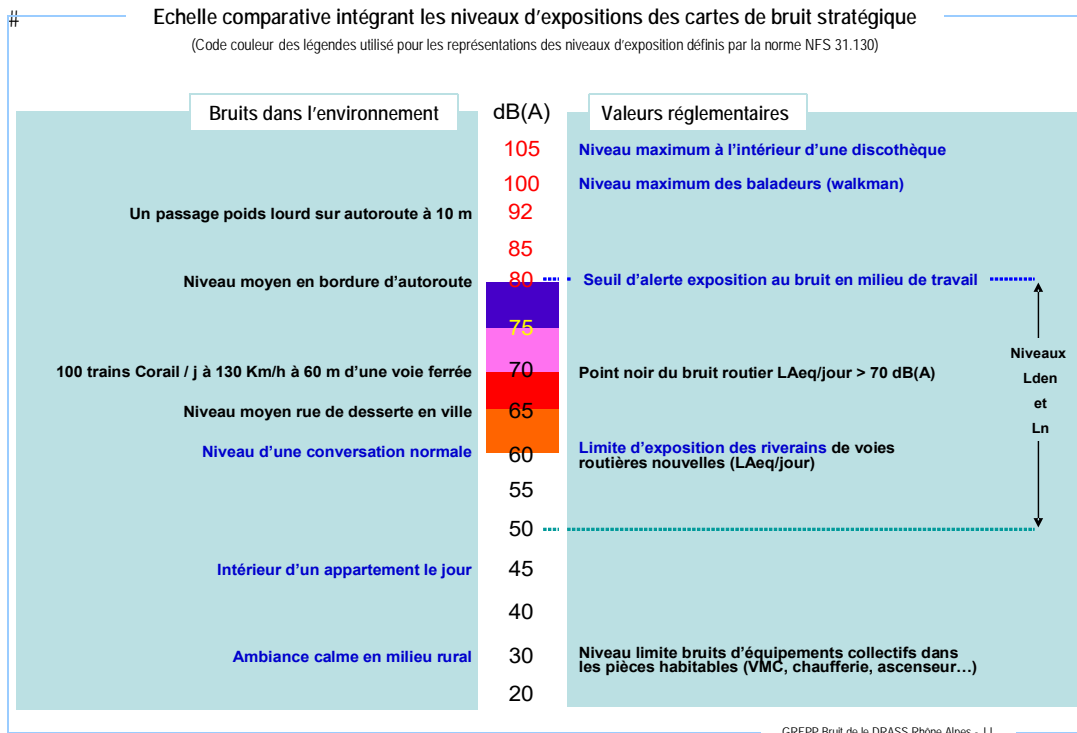 #
Echelle comparative intégrant les niveaux d'expositions des cartes de bruit stratégique
(Code couleur des légendes utilisé pour les représentations des niveaux d'exposition définis par la norme NFS 31.130)
Bruits dans l'environnement
dB(A)
Valeurs réglementaires
105
Niveau maximum à l'intérieur d'une discothèque
100
Niveau maximum des baladeurs (walkman)
Un passage poids lourd sur autoroute à 10 m
92
85
Niveau moyen en bordure d'autoroute
80
Seuil d'alerte exposition au bruit en milieu de travail
75
Niveaux
Lden
et
Ln
100 trains Corail / j à 130 Km/h à 60 m d'une voie ferrée
70
Point noir du bruit routier LAeq/jour > 70 dB(A)
Niveau moyen rue de desserte en ville
65
Niveau d'une conversation normale
60
Limite d'exposition des riverains de voies
routières nouvelles (LAeq/jour)
55
50
Intérieur d'un appartement le jour
45
40
Ambiance calme en milieu rural
30
Niveau limite bruits d'équipements collectifs dans
les pièces habitables (VMC, chaufferie, ascenseur…)
20
GREPP Bruit de le DRASS Rhône Alpes -